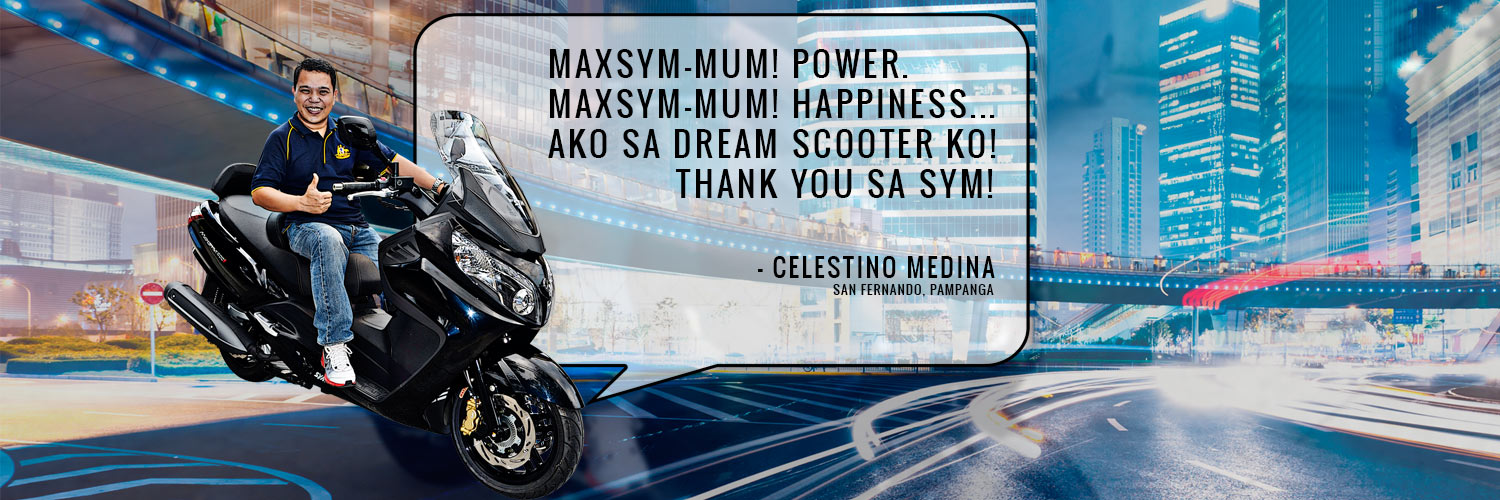 MAXSYM-MUM! POWER.
MAXSYM-MUM! HAPPINESS...
AKO SA DREAM SCOOTER KO!
THANK YOU SA SYM!
- CELESTINO MEDINA
SAN FERNANDO, PAMPANGA